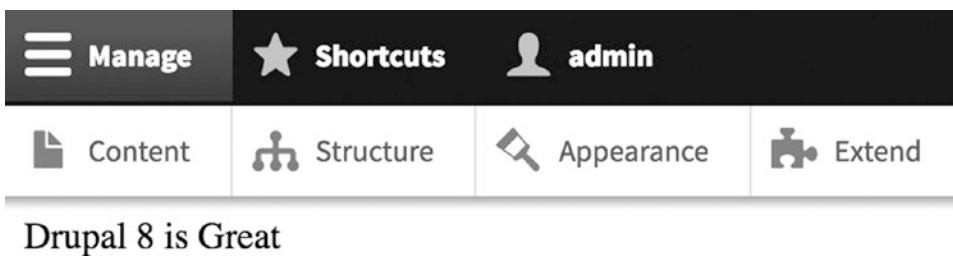 Manage Shortcuts admin
Content Structure Appearance Extend
Drupal 8 is Great